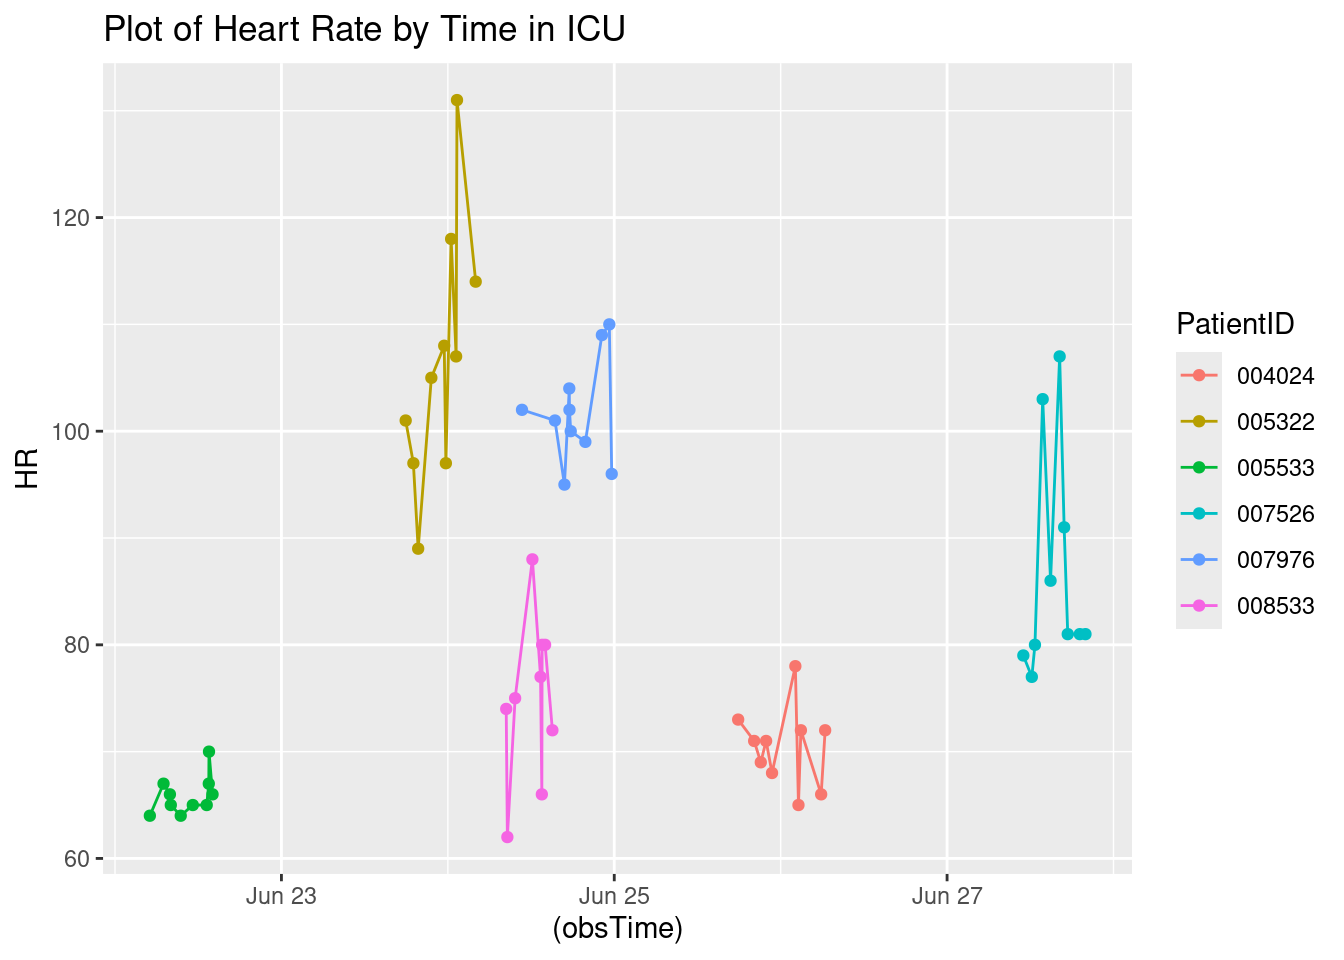 Plot of Heart Rate by Time in ICU
120
100
80
60
HR
Jun 23
Jun 25
Jun 27
(obsTime)
PatientID
004024
005322
005533
007526
007976
008533